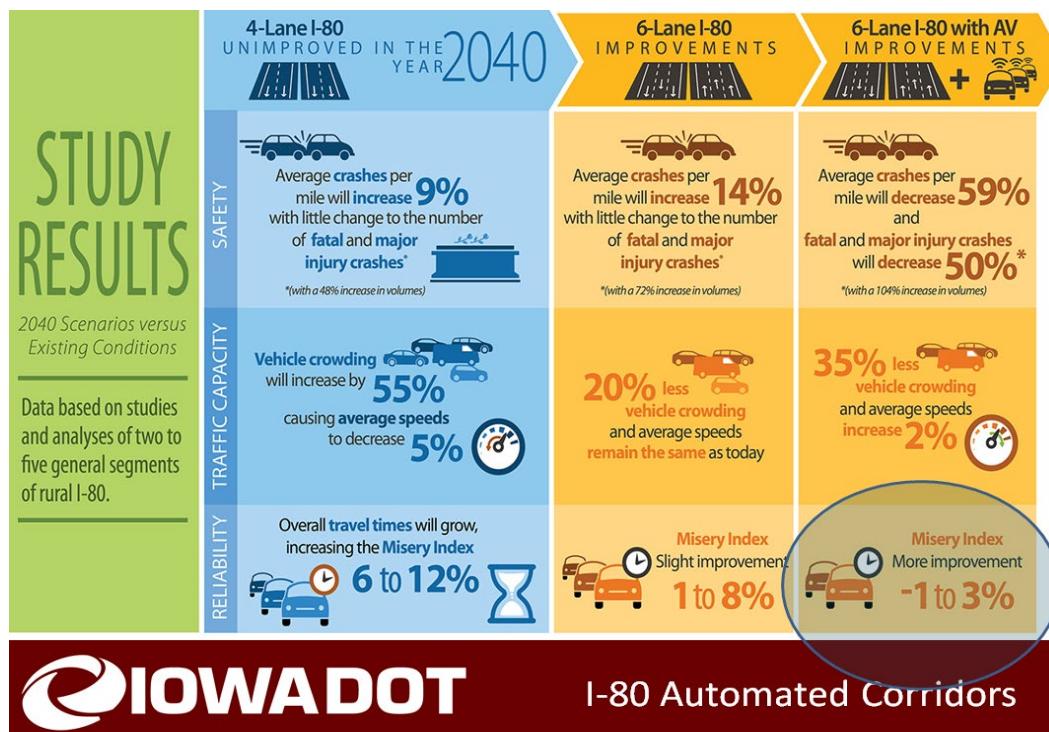 4-Lane I-80
UNIMPROVED IN THE
YEAR 2040
6-Lane I-80
IMPROVEMENTS
6-Lane I-80 with AV
IMPROVEMENTS
+
STUDY
RESULTS
2040 Scenarios versus
Existing Conditions
Data based on studies
and analyses of two to
five general segments
of rural I-80.
SAFETY
Average crashes per
mile will increase 9%
with little change to the number
of fatal and major
injury crashes*
*(with a 48% increase in volumes)
Average crashes per
mile will increase 14%
with little change to the number
of fatal and major
injury crashes*
*(with a 72% increase in volumes)
Average crashes per
mile will decrease 59%
and
fatal and major injury crashes
will decrease 50%*
*(with a 104% increase in volumes)
TRAFFIC CAPACITY
Vehicle crowding
will increase by 55%
causing average speeds
to decrease 5%
20% less
vehicle crowding
and average speeds
remain the same as today
35% less
vehicle crowding
and average speeds
increase 2%
RELIABILITY
Overall travel times will grow,
increasing the Misery Index
6 to 12%
Misery Index
Slight improvement
1 to 8%
Misery Index
More improvement
-1 to 3%
IOWADOT
I-80 Automated Corridors